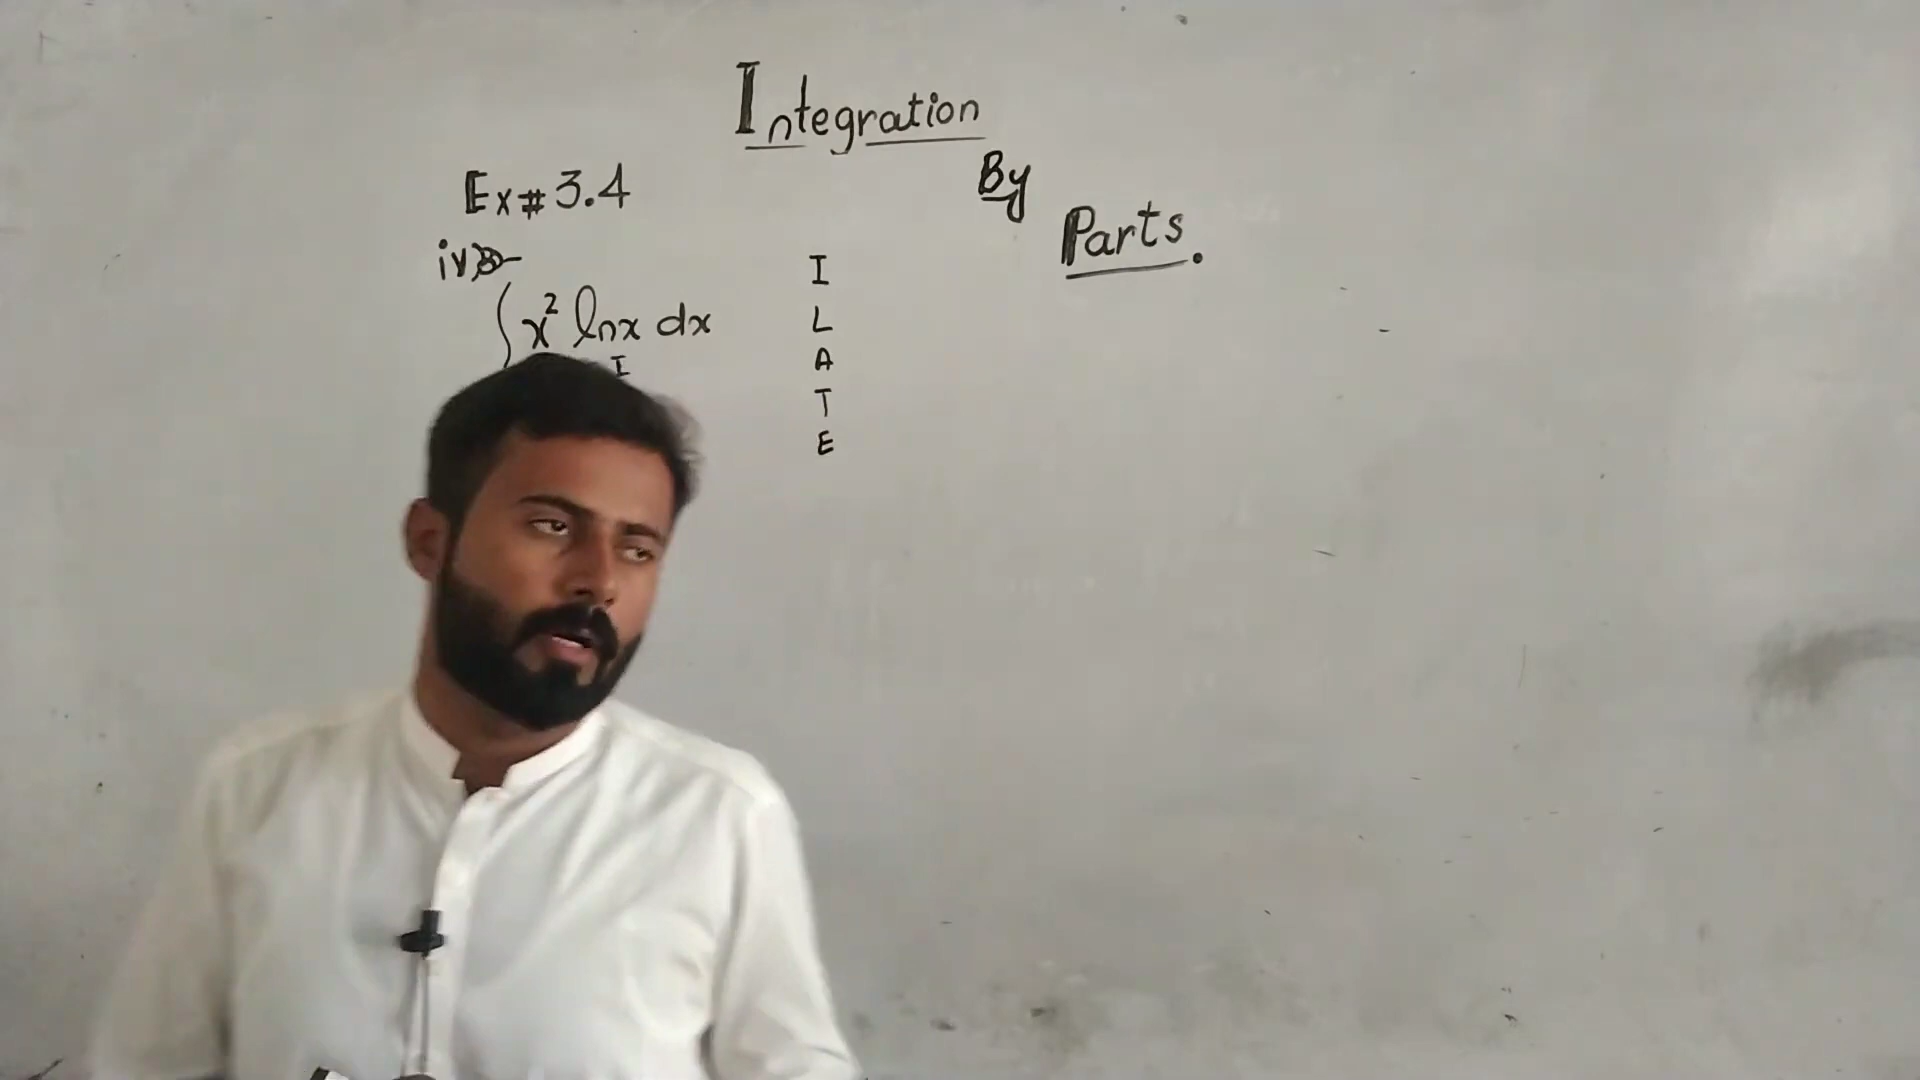 Integration
By
Parts.
Ex# 3.4
iv)
∫ x² lnx dx
I
I
L
A
T
E